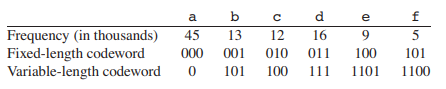 a b c d e f
Frequency (in thousands) 45 13 12 16 9 5
Fixed-length codeword 000 001 010 011 100 101
Variable-length codeword 0 101 100 111 1101 1100